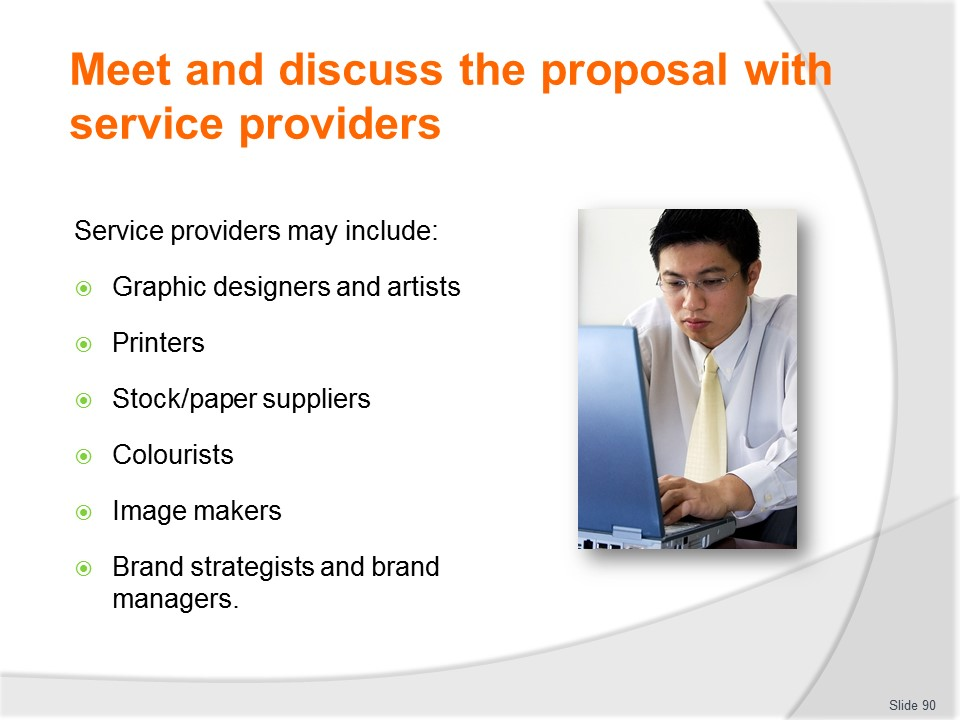 Meet and discuss the proposal with
service providers
Service providers may include:
Graphic designers and artists
Printers
Stock/paper suppliers
Colourists
Image makers
Brand strategists and brand
managers.
Slide 90